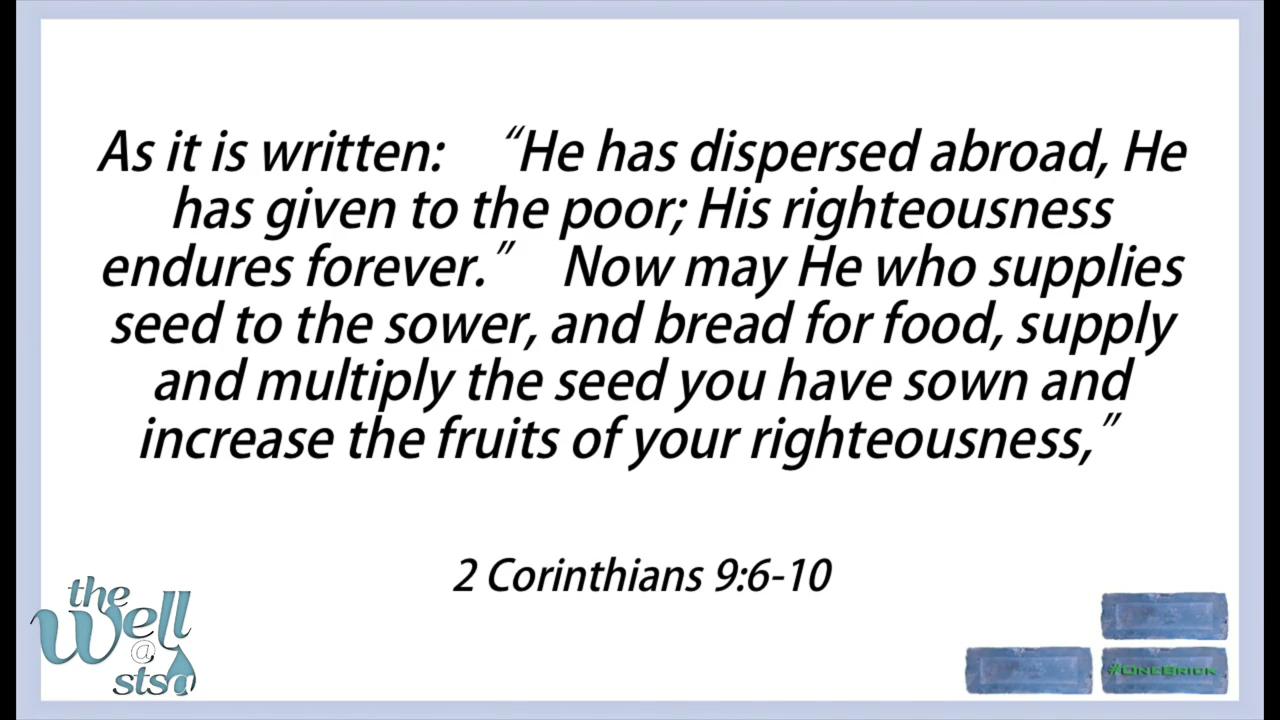 As it is written: “He has dispersed abroad, He
has given to the poor; His righteousness
endures forever.” Now may He who supplies
seed to the sower, and bread for food, supply
and multiply the seed you have sown and
increase the fruits of your righteousness,”
2 Corinthians 9:6-10
the
Well
@
stsa
#OneBrick